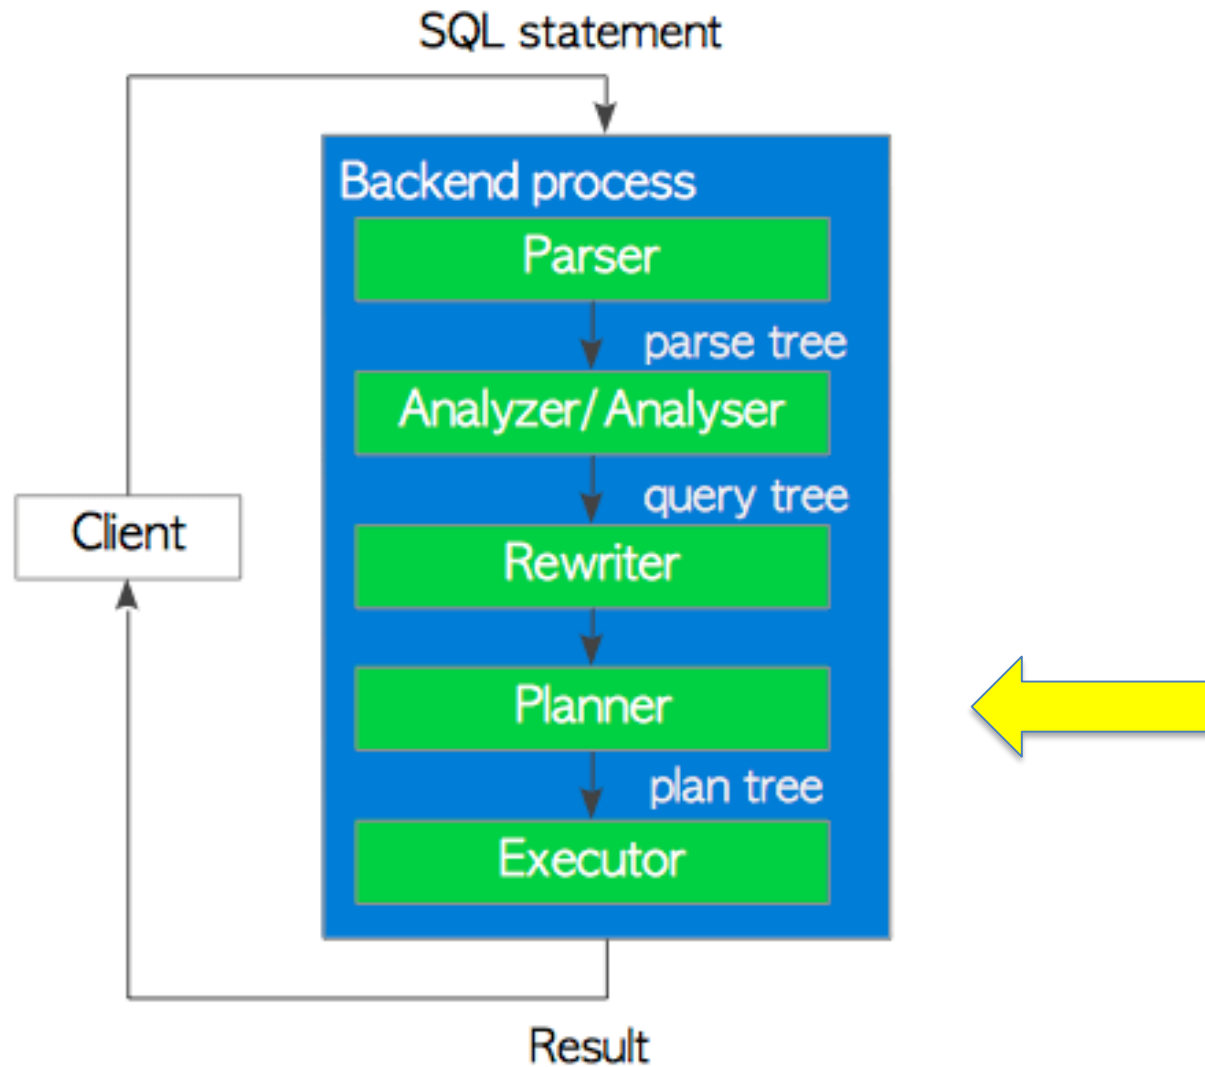 SQL statement
Backend process
Parser
parse tree
Analyzer/Analyser
query tree
Client
Rewriter
Planner
plan tree
Executor
Result